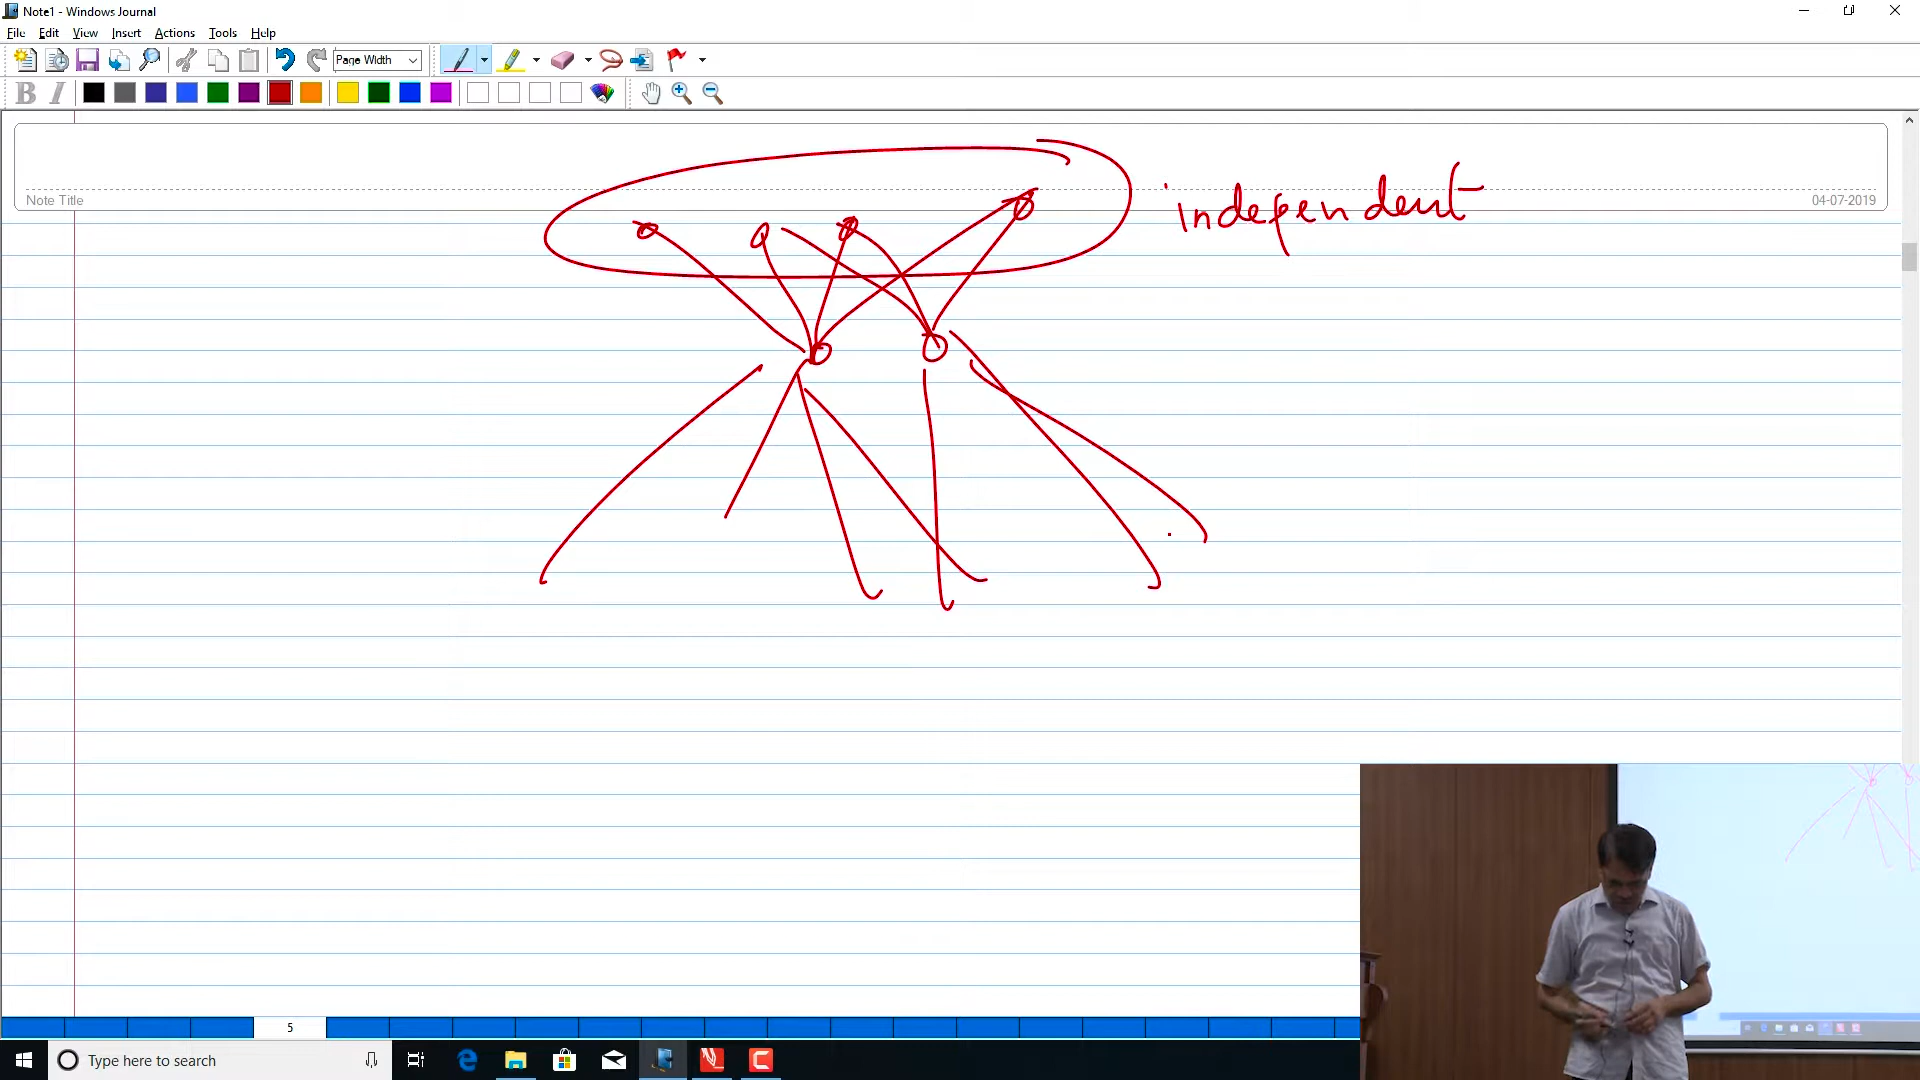 Note1 - Windows Journal
File Edit View Insert Actions Tools Help
Page Width
B I
independent
Note Title
04-07-2019
5
Type here to search